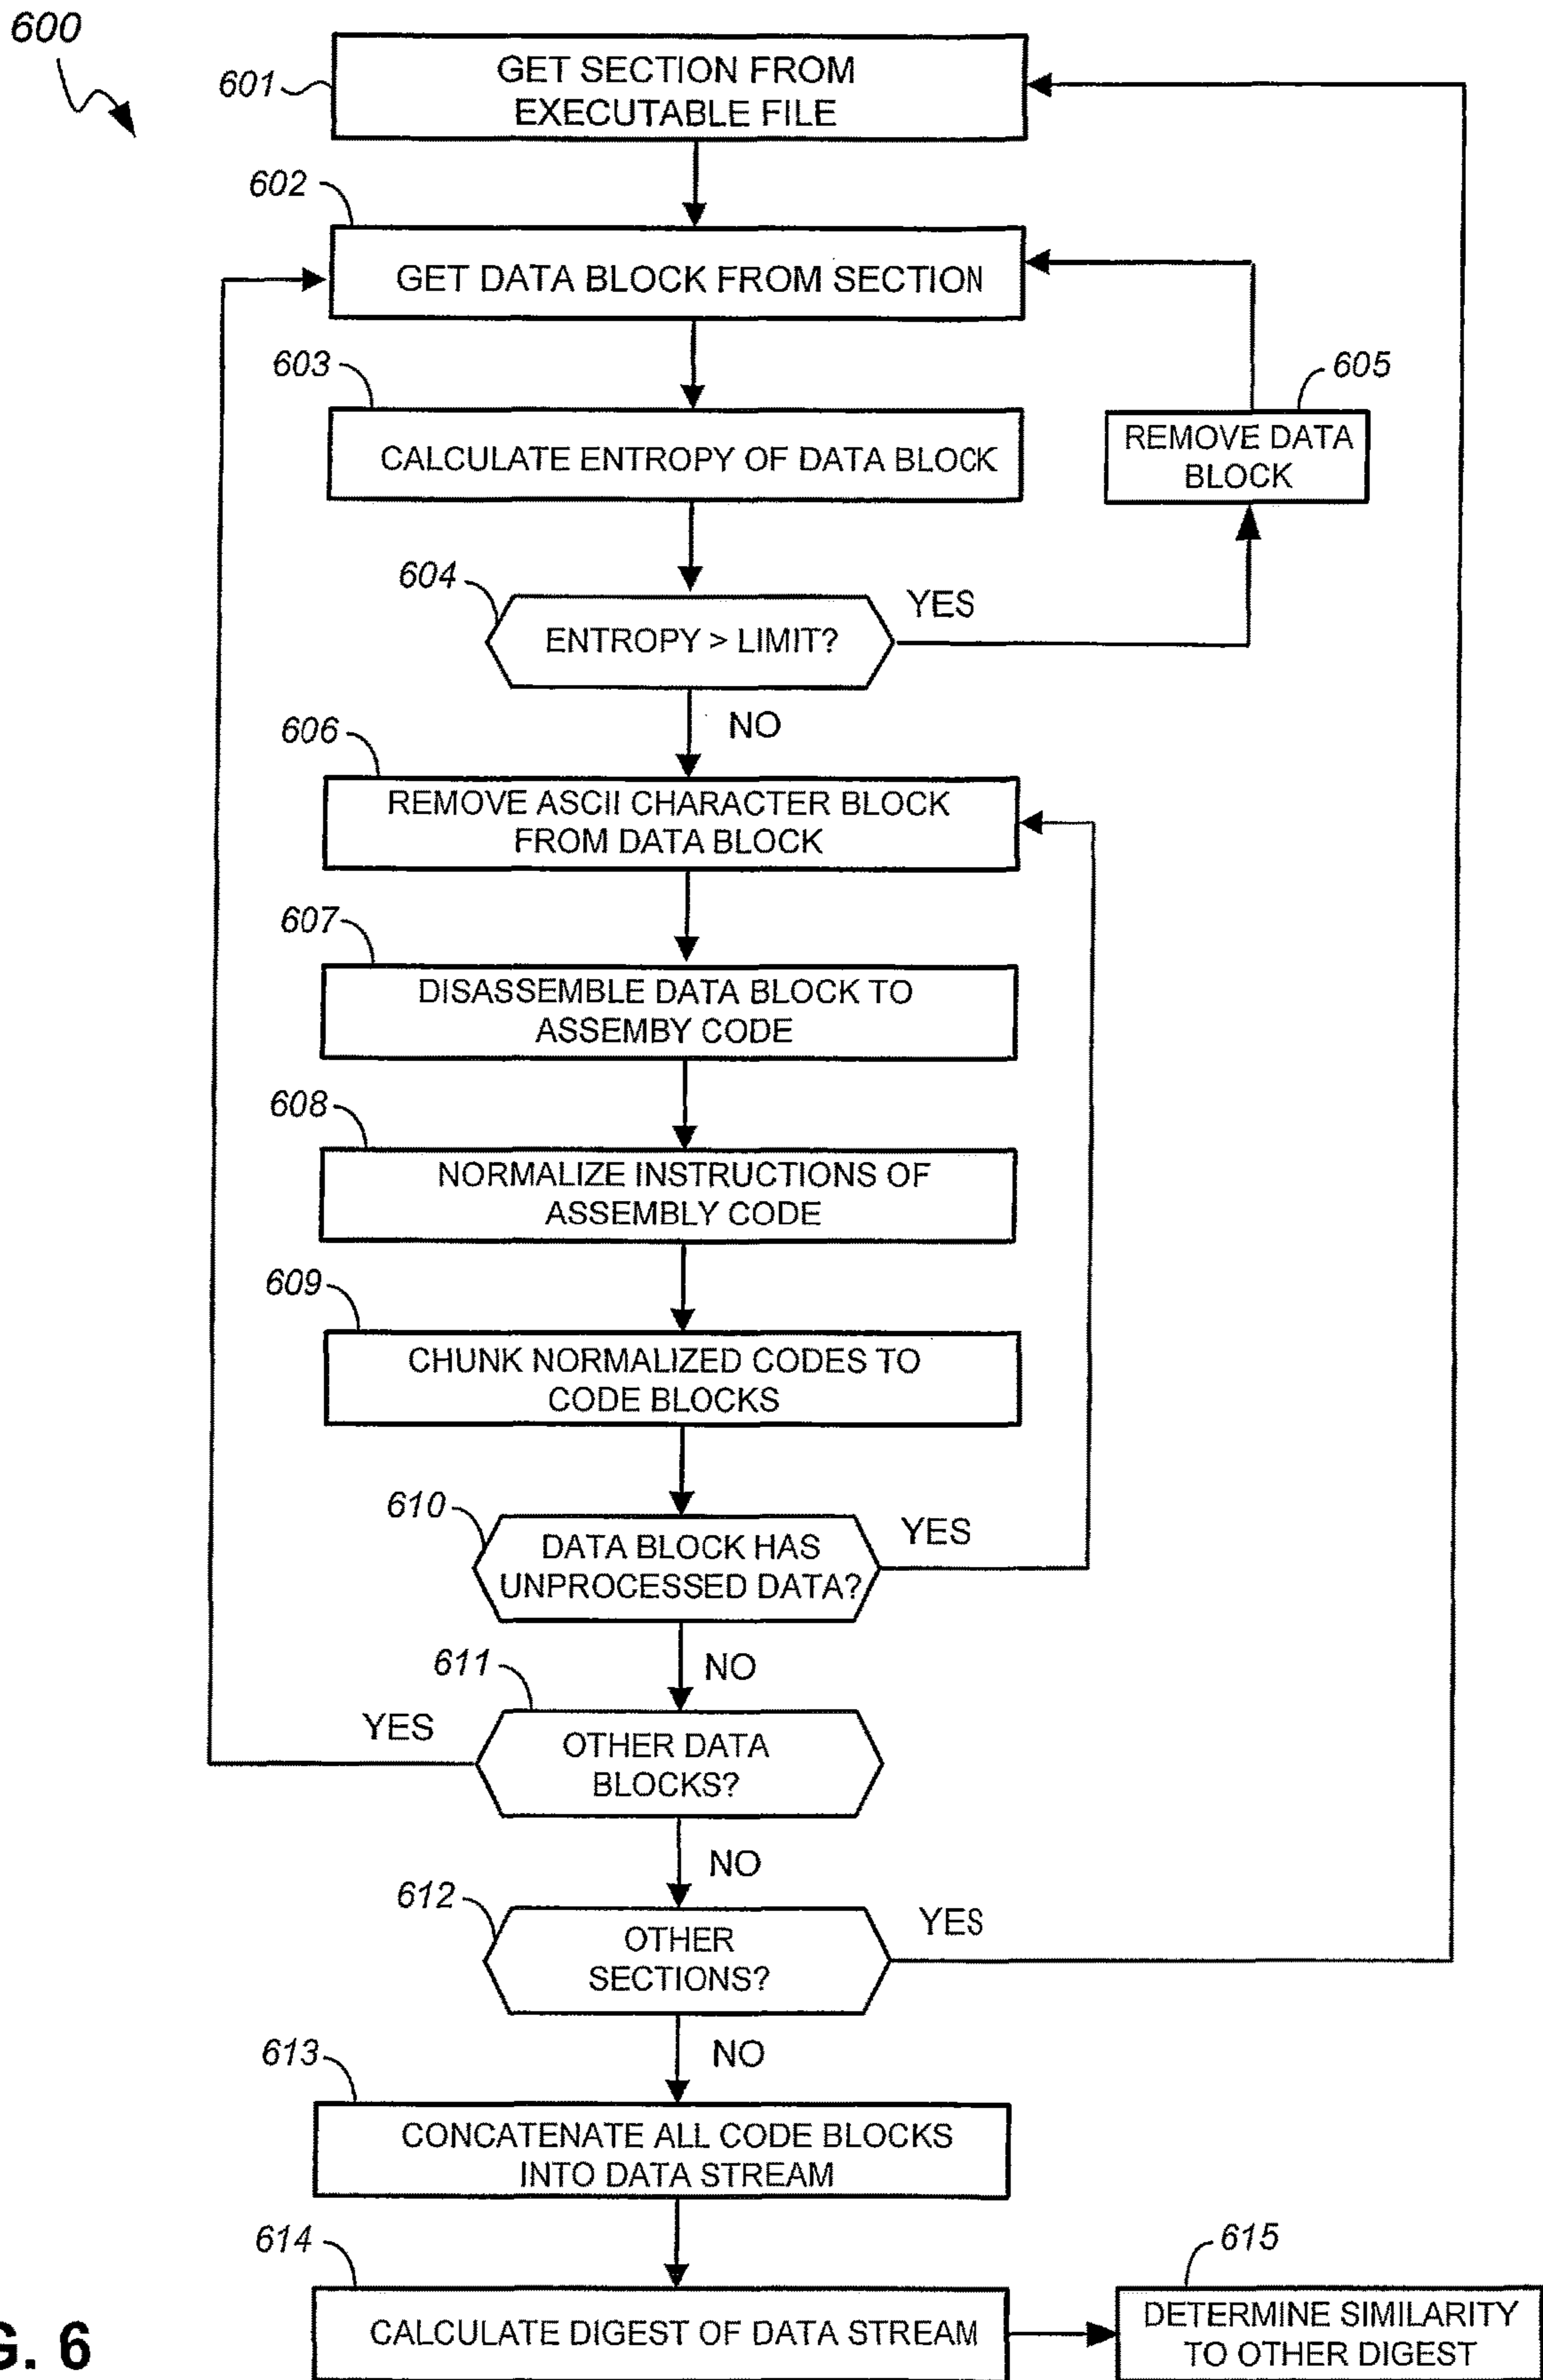 600
601
GET SECTION FROM
EXECUTABLE FILE
602
GET DATA BLOCK FROM SECTION
603
CALCULATE ENTROPY OF DATA BLOCK
605
REMOVE DATA
BLOCK
604
ENTROPY > LIMIT?
YES
NO
606
REMOVE ASCII CHARACTER BLOCK
FROM DATA BLOCK
607
DISASSEMBLE DATA BLOCK TO
ASSEMBY CODE
608
NORMALIZE INSTRUCTIONS OF
ASSEMBLY CODE
609
CHUNK NORMALIZED CODES TO
CODE BLOCKS
610
DATA BLOCK HAS
UNPROCESSED DATA?
YES
NO
611
OTHER DATA
BLOCKS?
YES
NO
612
OTHER
SECTIONS?
YES
NO
613
CONCATENATE ALL CODE BLOCKS
INTO DATA STREAM
614
CALCULATE DIGEST OF DATA STREAM
615
DETERMINE SIMILARITY
TO OTHER DIGEST
G. 6